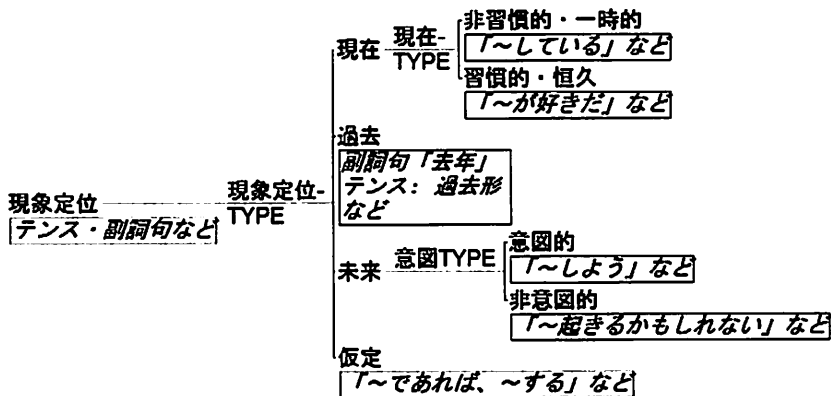 現象定位
テンス・副詞句など
現象定位-
TYPE
現在
現在-
TYPE
非習慣的・一時的
「～している」など
習慣的・恒久
「～が好きだ」など
過去
副詞句「去年」
テンス： 過去形
など
未来
意図TYPE
意図的
「～しよう」など
非意図的
「～起きるかもしれない」など
仮定
「～であれば、～する」など